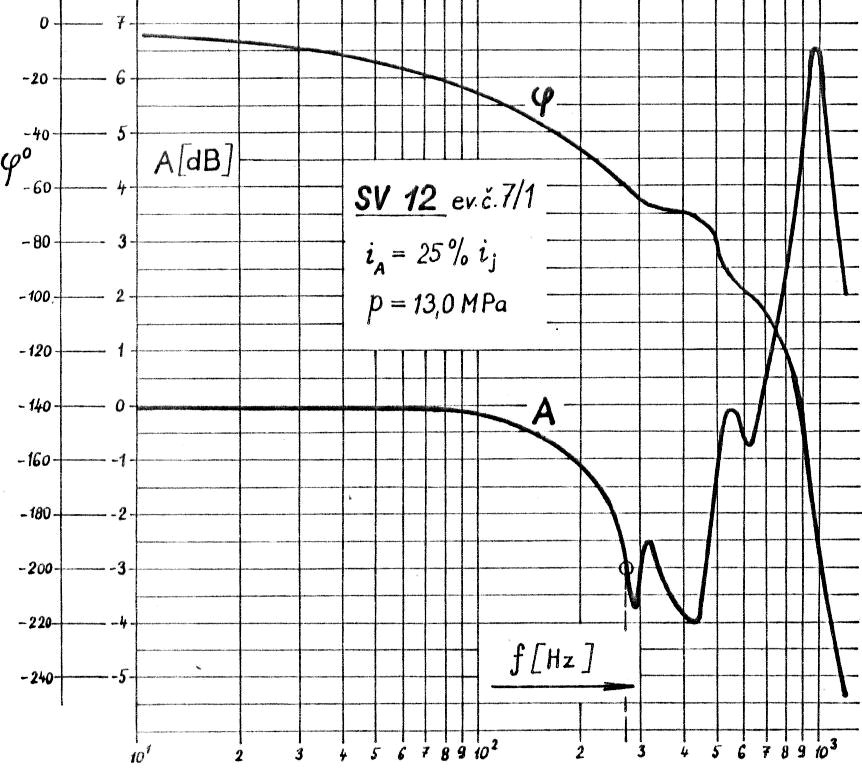 0 7
-20 6
-40 5
φ°
A[dB]
φ
-60 4
-80 3
-100 2
-120 1
-140 0
-160 -1
-180 -2
-200 -3
-220 -4
-240 -5
SV 12 ev.č.7/1
i_A = 25% i_j
p = 13,0 MPa
A
f [Hz]
10¹ 2 3 4 5 6 7 8 9 10² 2 3 4 5 6 7 8 9 10³